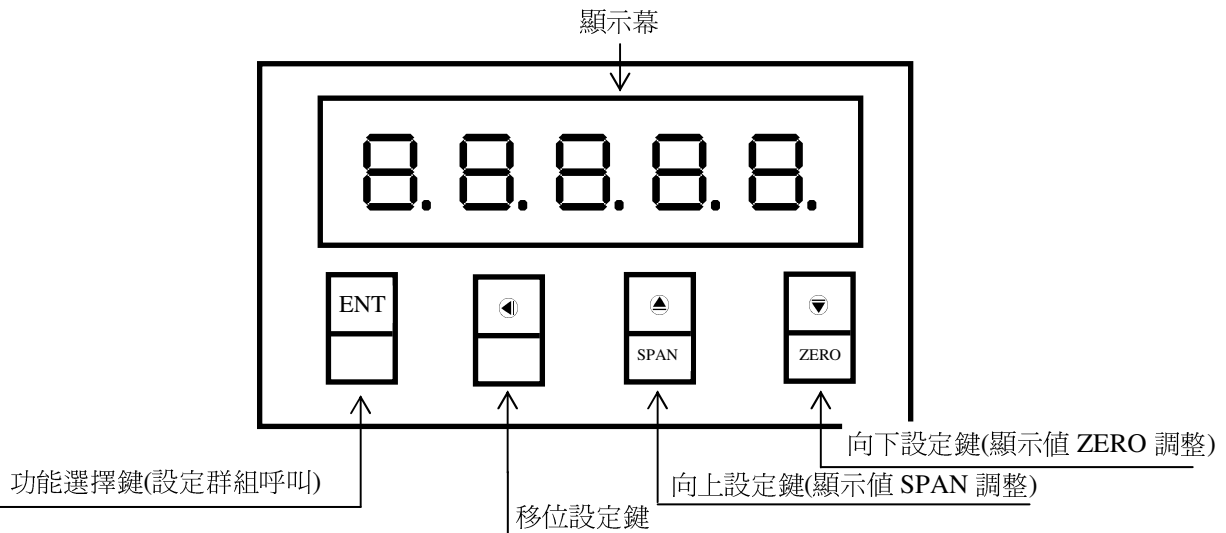 顯示幕
8.8.8.8.8.
ENT
SPAN
ZERO
向下設定鍵(顯示値 ZERO 調整)
功能選擇鍵(設定群組呼叫)
向上設定鍵(顯示値 SPAN 調整)
移位設定鍵